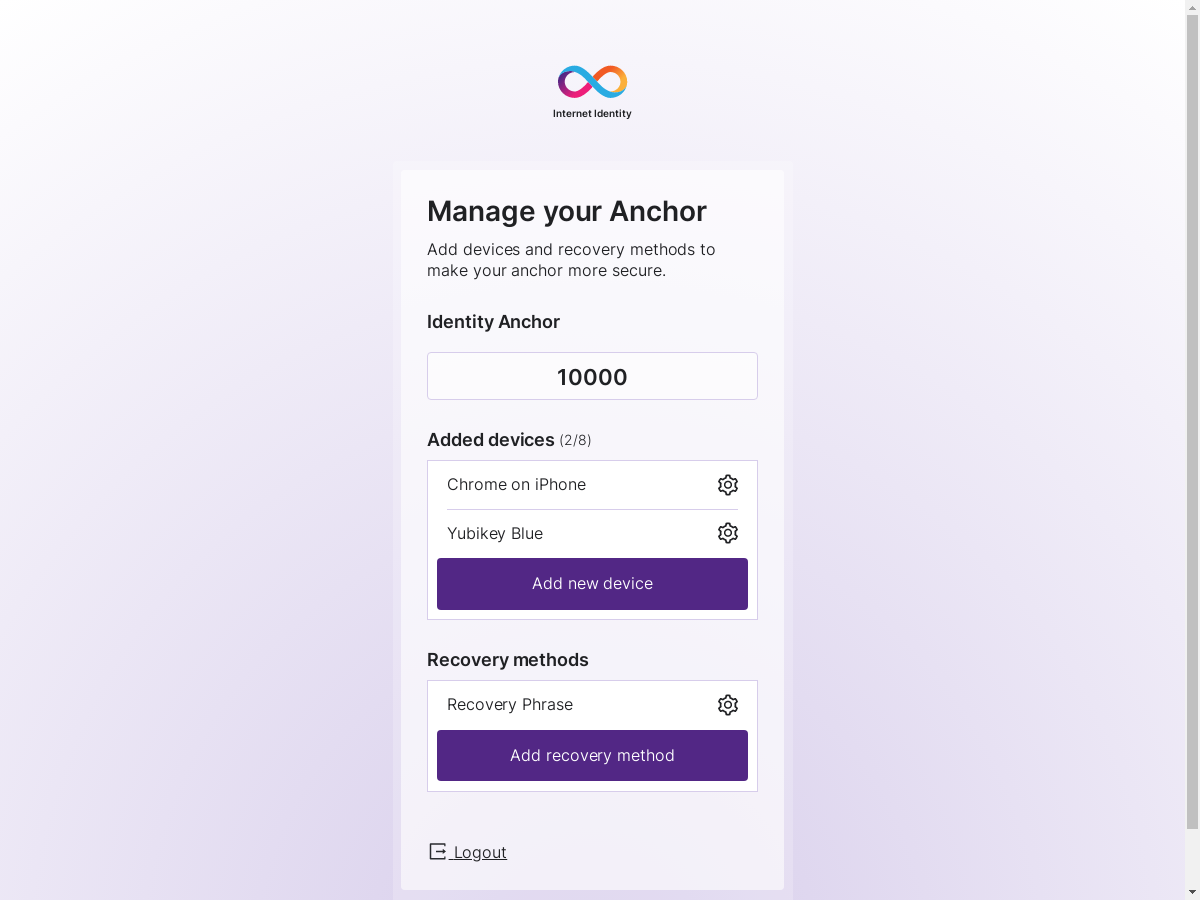 Internet Identity
Manage your Anchor
Add devices and recovery methods to
make your anchor more secure.
Identity Anchor
10000
Added devices (2/8)
Chrome on iPhone
Yubikey Blue
Add new device
Recovery methods
Recovery Phrase
Add recovery method
Logout